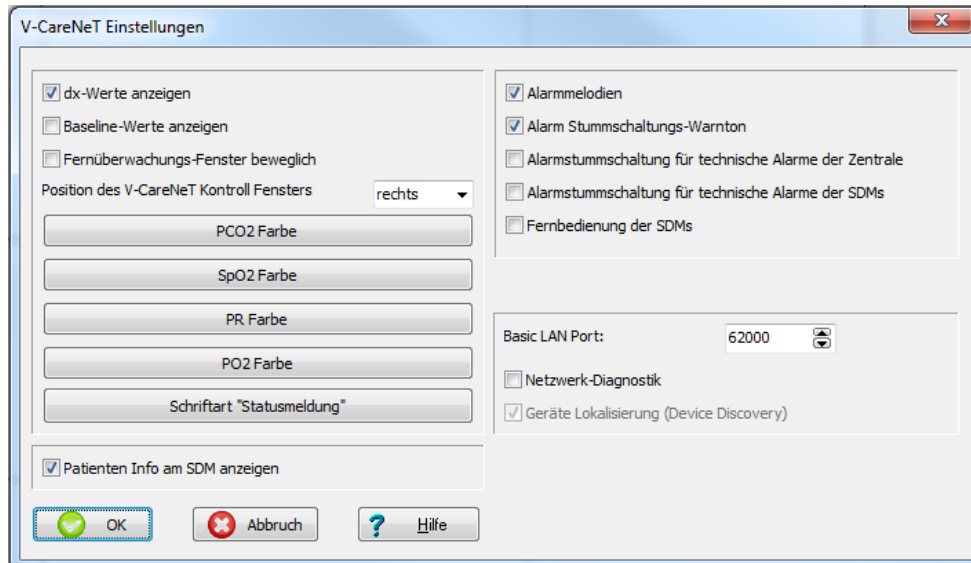 V-CareNeT Einstellungen
dx-Werte anzeigen
Baseline-Werte anzeigen
Fernüberwachungs-Fenster beweglich
Position des V-CareNeT Kontroll Fensters rechts
PCO2 Farbe
SpO2 Farbe
PR Farbe
PO2 Farbe
Schriftart "Statusmeldung"
Patienten Info am SDM anzeigen
Alarmmelodien
Alarm Stummschaltungs-Warnton
Alarmstummschaltung für technische Alarme der Zentrale
Alarmstummschaltung für technische Alarme der SDMs
Fernbedienung der SDMs
Basic LAN Port: 62000
Netzwerk-Diagnostik
Geräte Lokalisierung (Device Discovery)
OK Abbruch Hilfe